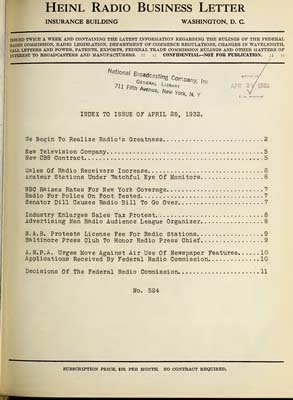 HEINL RADIO BUSINESS LETTER
INSURANCE BUILDING WASHINGTON, D. C.
ISSUED TWICE A WEEK AND CONTAINING THE LATEST INFORMATION REGARDING THE RULINGS OF THE FEDERAL
RADIO COMMISSION, RADIO LEGISLATION, DEPARTMENT OF COMMERCE REGULATIONS, CHANGES IN WAVELENGTH,
CALL LETTERS AND POWER, PATENTS, EXPORTS, FEDERAL TRADE COMMISSION RULINGS AND OTHER MATTERS OF
INTEREST TO BROADCASTERS AND MANUFACTURERS. :: :: CONFIDENTIAL—NOT FOR PUBLICATION. :: ::
National Broadcasting Company, Inc
GENERAL LIBRARY
711 Fifth Avenue, New York, N. Y
1932
INDEX TO ISSUE OF APRIL 28, 1932.
We Begin To Realize Radio's Greatness....2
New Television Company....5
New CBS Contract....5
Sales Of Radio Receivers Increase....6
Amateur Stations Under Watchful Eye Of Monitors....6
NBC Raises Rates For New York Coverage....7
Radio For Police On Foot Tested....7
Senator Dill Causes Radio Bill To Go Over....7
Industry Enlarges Sales Tax Protest....8
Advertising Man Radio Audience League Organizer....8
N.A.B. Protests License Fee For Radio Stations....9
Baltimore Press Club To Honor Radio Press Chief....9
A.N.P.A. Urges Move Against Air Use Of Newspaper Features....10
Applications Received By Federal Radio Commission....10
Decisions Of The Federal Radio Commission....11
No. 524
SUBSCRIPTION PRICE, $10. PER MONTH. NO CONTRACT REQUIRED.